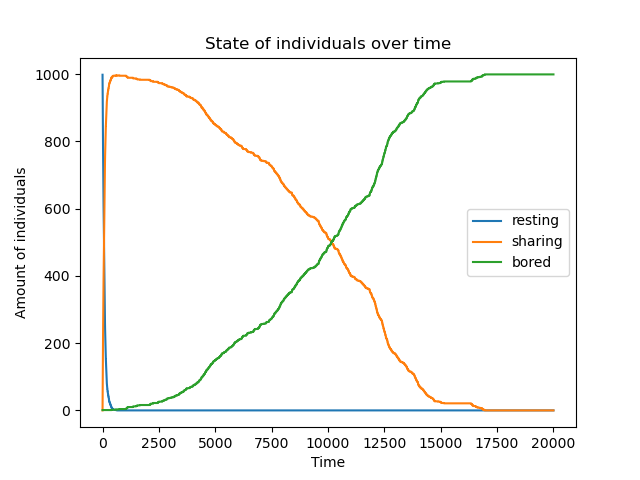 State of individuals over time
Amount of individuals
1000
800
600
400
200
0
resting
sharing
bored
0 2500 5000 7500 10000 12500 15000 17500 20000
Time